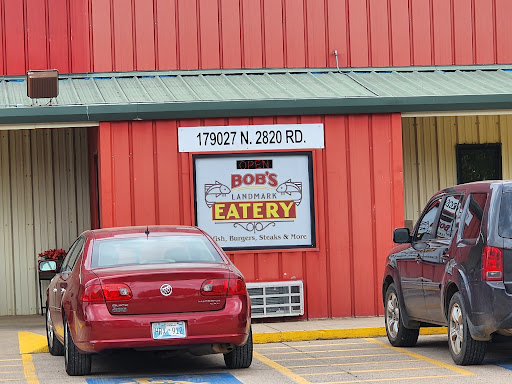 179027 N. 2820 RD.
OPEN
BOB'S
LANDMARK
EATERY
Fish, Burgers, Steaks & More